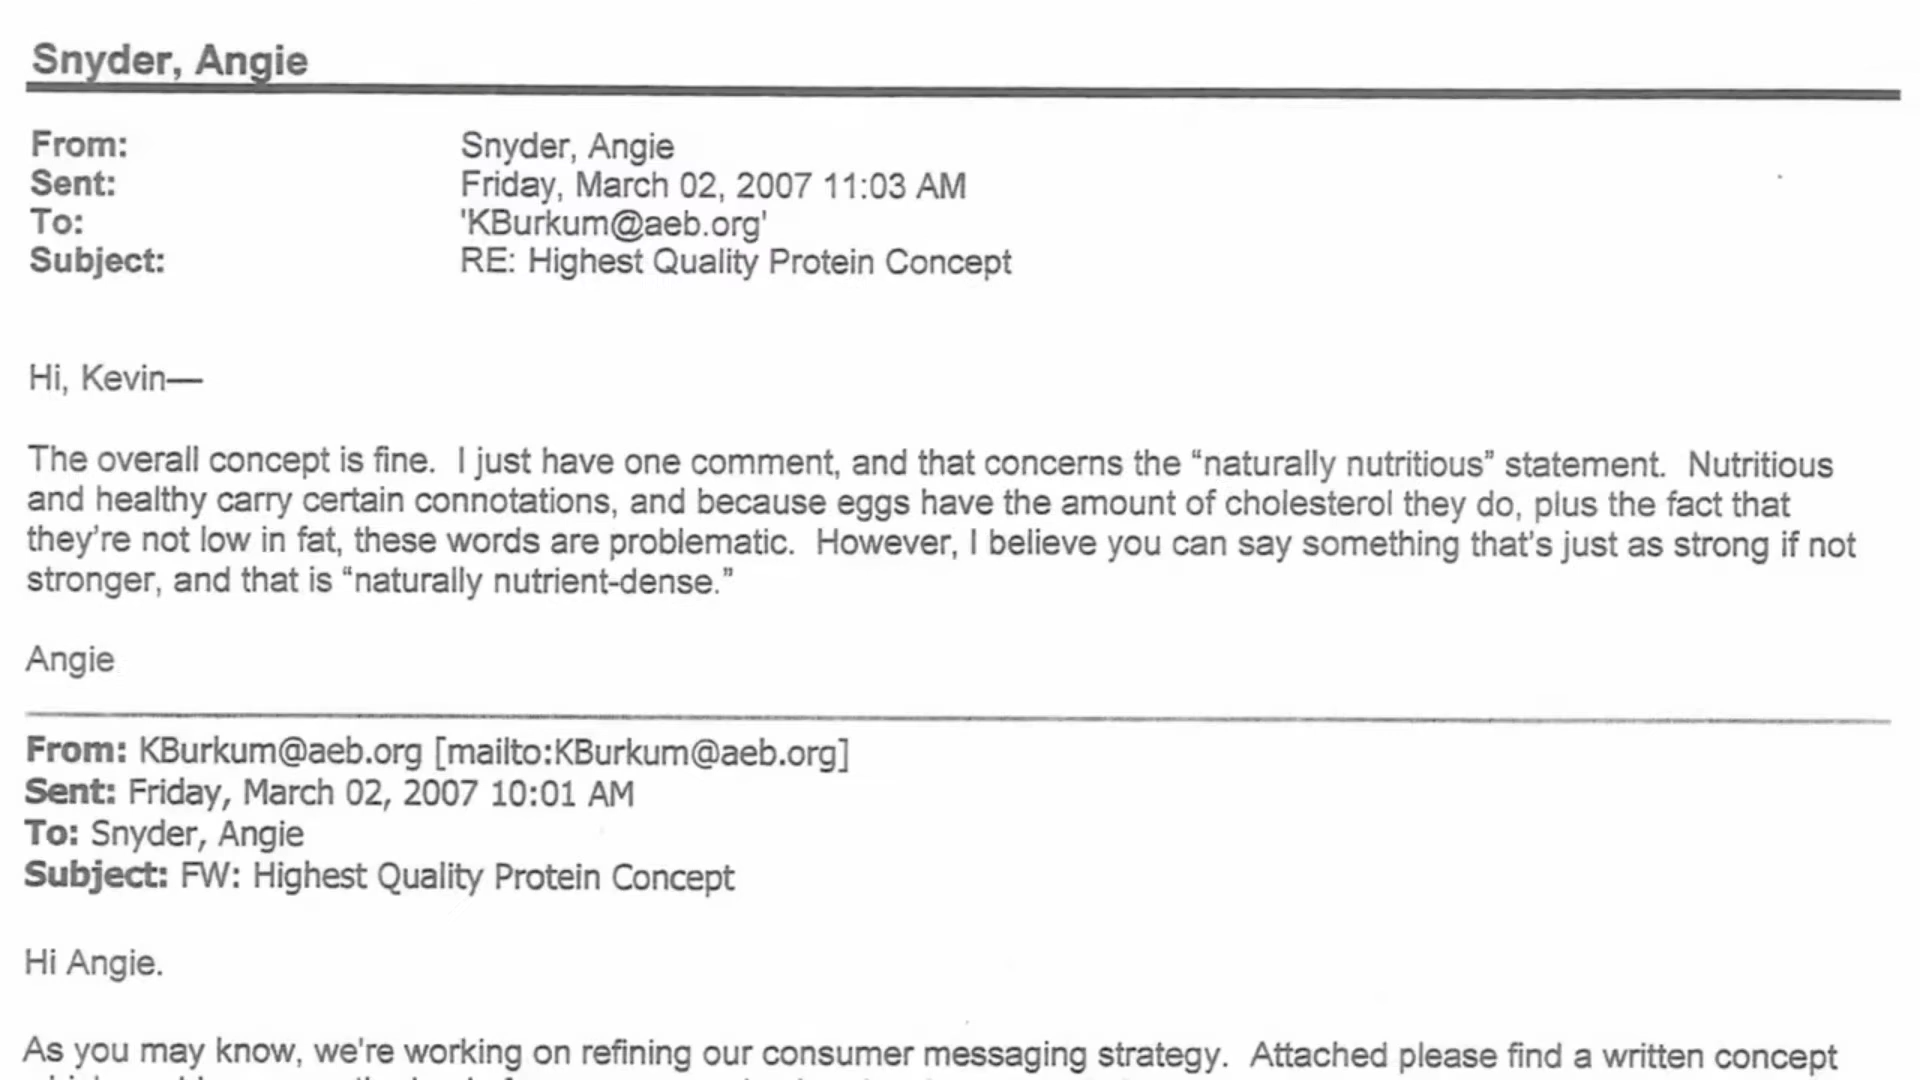 Snyder, Angie
From: Snyder, Angie
Sent: Friday, March 02, 2007 11:03 AM
To: 'KBurkum@aeb.org'
Subject: RE: Highest Quality Protein Concept
Hi, Kevin—
The overall concept is fine.  I just have one comment, and that concerns the “naturally nutritious” statement.  Nutritious
and healthy carry certain connotations, and because eggs have the amount of cholesterol they do, plus the fact that
they’re not low in fat, these words are problematic.  However, I believe you can say something that’s just as strong if not
stronger, and that is “naturally nutrient-dense.”
Angie
From: KBurkum@aeb.org [mailto:KBurkum@aeb.org]
Sent: Friday, March 02, 2007 10:01 AM
To: Snyder, Angie
Subject: FW: Highest Quality Protein Concept
Hi Angie.
As you may know, we're working on refining our consumer messaging strategy.  Attached please find a written concept